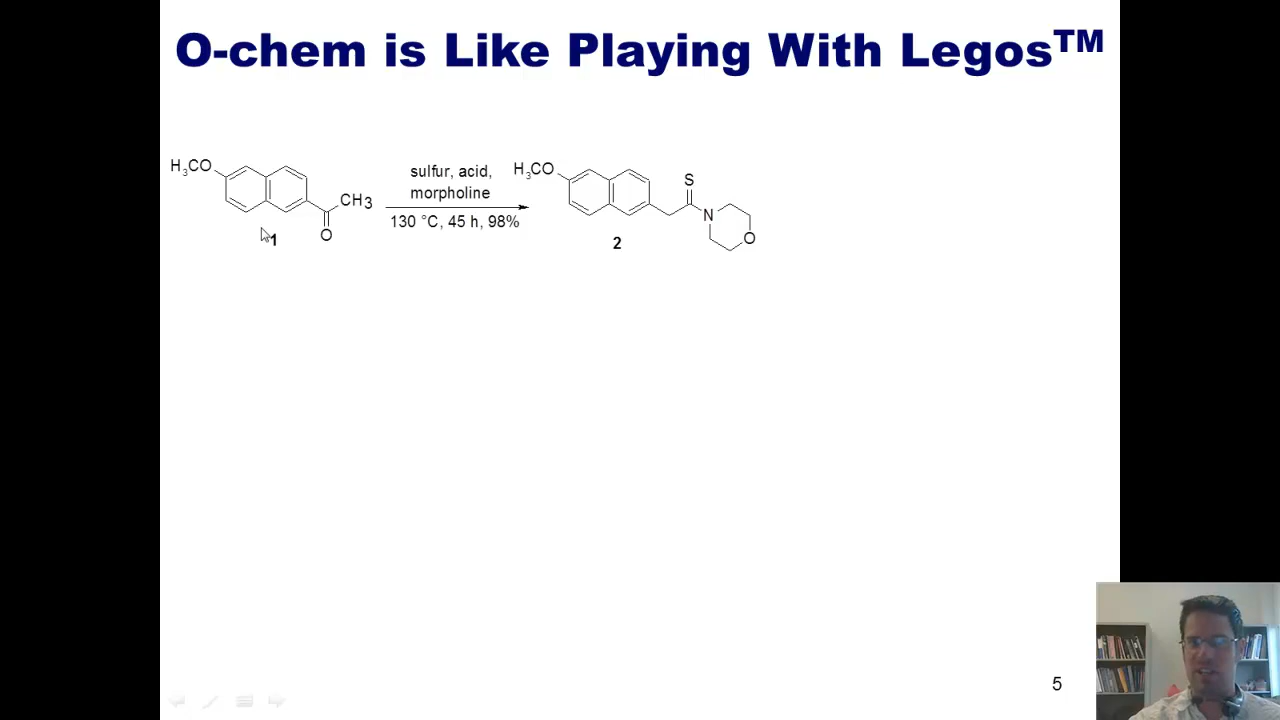 O-chem is Like Playing With Legos™
H₃CO
CH3
O
1
sulfur, acid,
morpholine
130 °C, 45 h, 98%
H₃CO
S
N
O
2
5